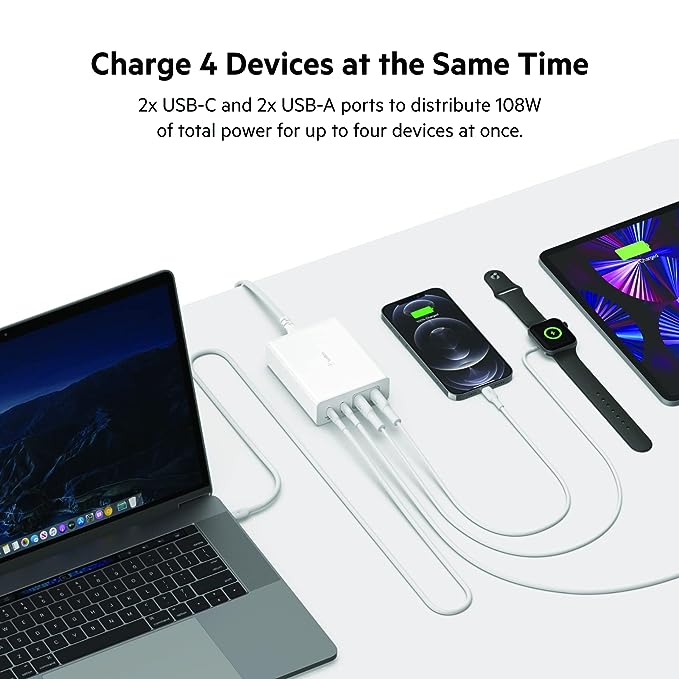 Charge 4 Devices at the Same Time
2x USB-C and 2x USB-A ports to distribute 108W
of total power for up to four devices at once.